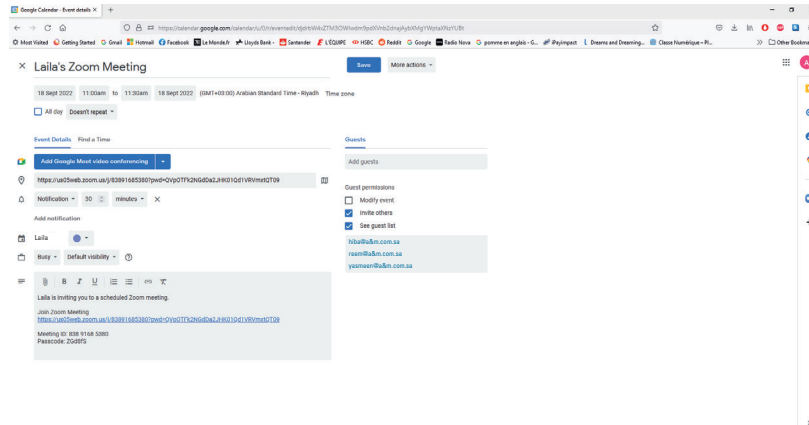 Google Calendar - Event details
https://calendar.google.com/calendar/u/0/r/eventedit/
Most Visited Getting Started Gmail Hotmail Facebook Le Monde.fr Lloyds Bank - Santander L'ÉQUIPE HSBC Reddit Google Radio Nova pomme en anglais - G... iPayimpact Dreams and Dreaming... Classe Numérique - Pl... Other Bookma
Laila's Zoom Meeting Save More actions
18 Sept 2022 11:00am to 11:30am 18 Sept 2022 (GMT+03:00) Arabian Standard Time - Riyadh Time zone
All day Doesn't repeat
Event Details Find a Time Guests
Add Google Meet video conferencing Add guests
https://us05web.zoom.us/j/83891685380?pwd=QVpOTFk2NGdDa2JHK01Qd1VRVmxtQT09
Guest permissions
Notification 30 minutes Modify event
Invite others
Add notification See guest list
Laila hiba@a&m.com.sa
reem@a&m.com.sa
Busy Default visibility yasmeen@a&m.com.sa
B I U
Laila is inviting you to a scheduled Zoom meeting.
Join Zoom Meeting
https://us05web.zoom.us/j/83891685380?pwd=QVpOTFk2NGdDa2JHK01Qd1VRVmxtQT09
Meeting ID: 838 9168 5380
Passcode: ZGd8fS